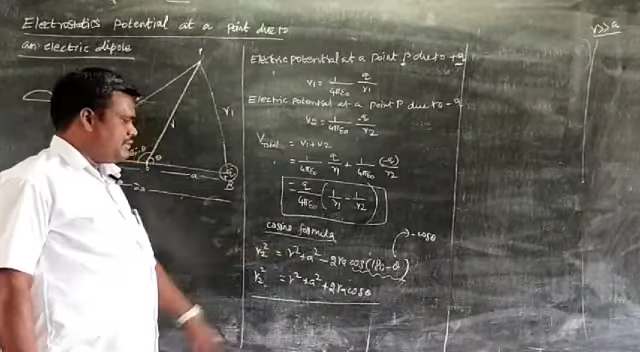 Electrostatics Potential at a point due to
an electric dipole
P
r
r1
θ
a
B
2a
Electric potential at a point P due to +q
V1 = 1/4πε0 q/r1
Electric potential at a point P due to -q
V2 = 1/4πε0 -q/r2
Vtotal = V1 + V2
= 1/4πε0 q/r1 + 1/4πε0 (-q)/r2
= q/4πε0 (1/r1 - 1/r2)
cosine formula
- cosθ
r2² = r² + a² - 2ra cos(180 - θ)
r2² = r² + a² + 2ra cosθ
r >> a